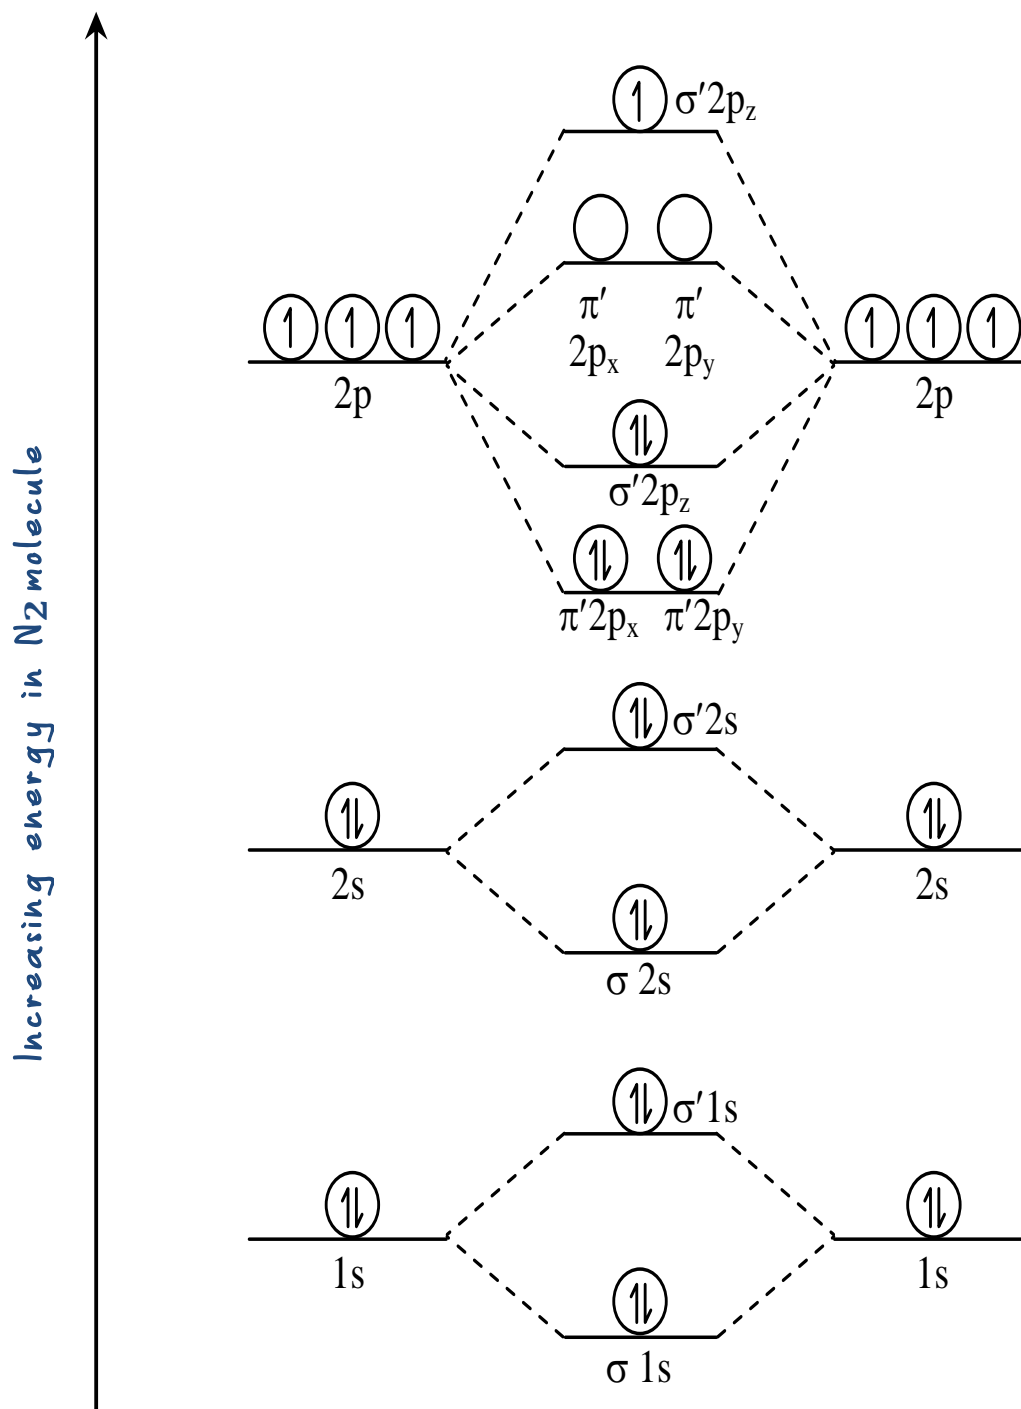 σ′2pz
π′ π′
2px 2py
2p 2p
σ′2pz
π′2px π′2py
σ′2s
2s 2s
σ 2s
σ′1s
1s 1s
σ 1s
Increasing energy in N2 molecule